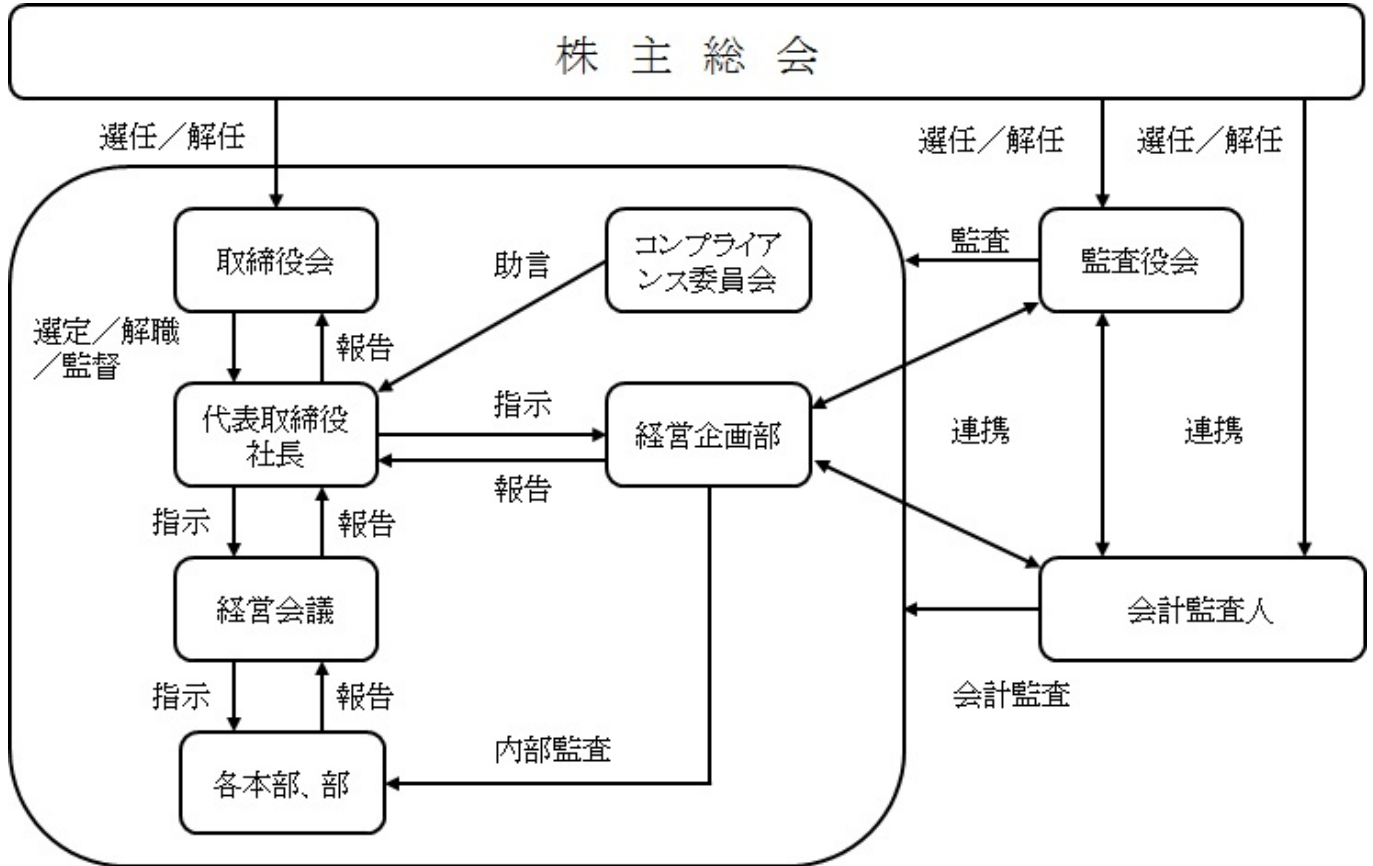 株主総会
選任／解任
選任／解任
選任／解任
取締役会
コンプライア
ンス委員会
監査
監査役会
助言
選定／解職
／監督
報告
代表取締役
社長
指示
経営企画部
報告
連携
連携
指示
報告
経営会議
会計監査人
指示
報告
会計監査
内部監査
各本部、部